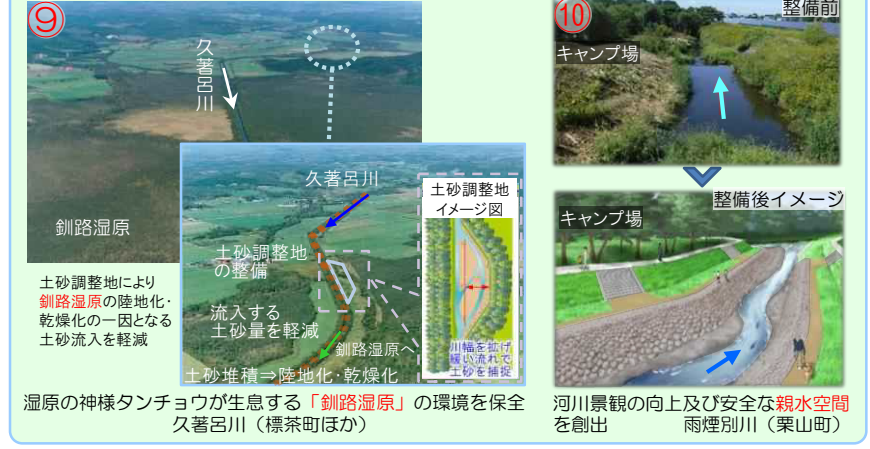 ⑨
久著呂川
釧路湿原
土砂調整地により
釧路湿原の陸地化・
乾燥化の一因となる
土砂流入を軽減
久著呂川
土砂調整地
の整備
流入する
土砂量を軽減
釧路湿原へ
土砂堆積⇒陸地化・乾燥化
土砂調整地
イメージ図
川幅を拡げ
緩い流れで
土砂を捕捉
湿原の神様タンチョウが生息する「釧路湿原」の環境を保全
久著呂川（標茶町ほか）
⑩
整備前
キャンプ場
整備後イメージ
キャンプ場
河川景観の向上及び安全な親水空間
を創出 雨煙別川（栗山町）